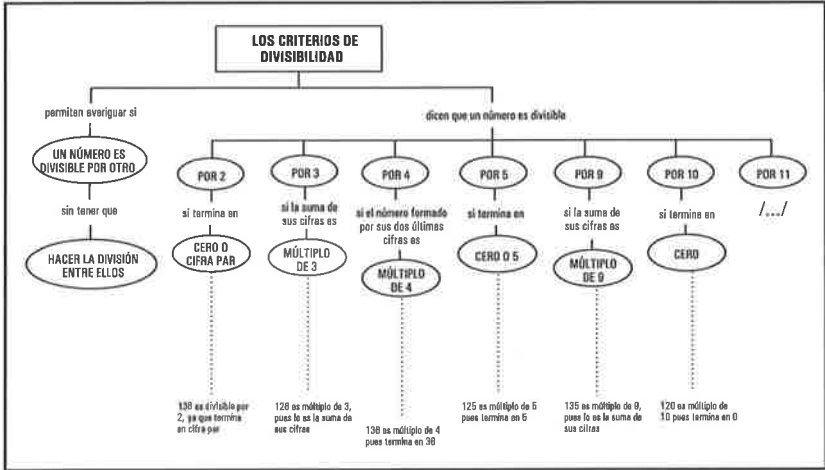 LOS CRITERIOS DE
DIVISIBILIDAD
permiten averiguar si
dicen que un número es divisible
UN NÚMERO ES
DIVISIBLE POR OTRO
sin tener que
HACER LA DIVISIÓN
ENTRE ELLOS
POR 2
si termina en
CERO O
CIFRA PAR
POR 3
si la suma de
sus cifras es
MÚLTIPLO
DE 3
POR 4
si el número formado
por sus dos últimas
cifras es
MÚLTIPLO
DE 4
POR 5
si termina en
CERO O 5
POR 9
si la suma de
sus cifras es
MÚLTIPLO
DE 9
POR 10
si termina en
CERO
POR 11
/.../
es divisible por
2, ya que termina
en cifra par
es múltiplo de 3,
pues lo es la suma de
sus cifras
es múltiplo de 4
pues termina en
125 es múltiplo de 5
pues termina en 5
135 es múltiplo de 9,
pues lo es la suma de
sus cifras
120 es múltiplo de
10 pues termina en 0